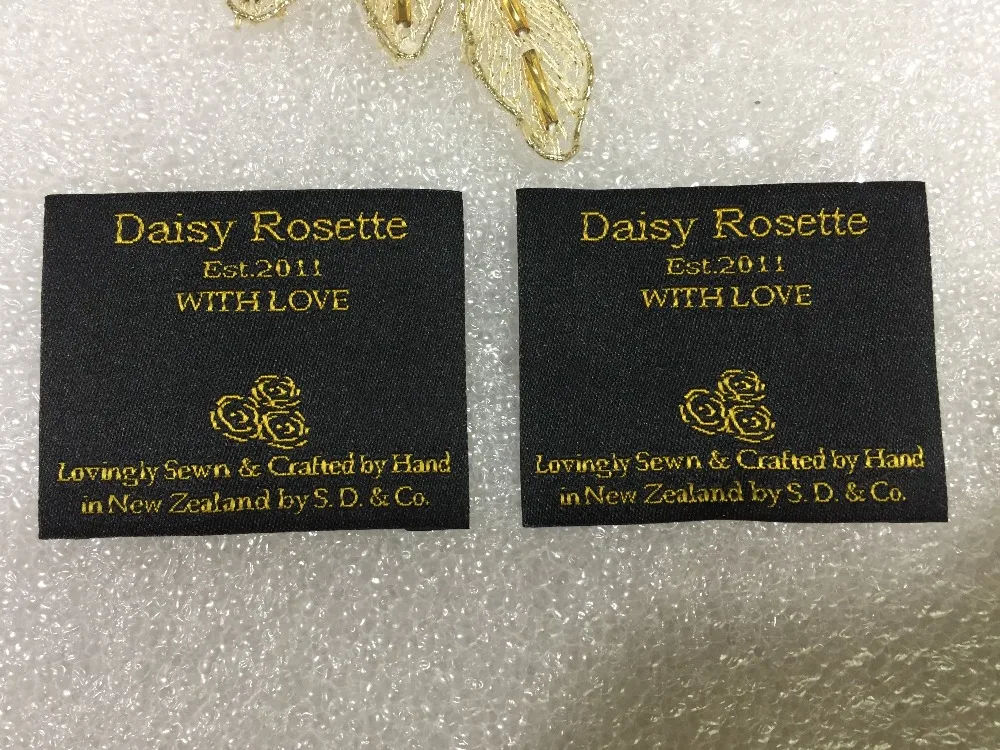 Daisy Rosette
Est.2011
WITH LOVE
Lovingly Sewn & Crafted by Hand
in New Zealand by S. D. & Co.
Daisy Rosette
Est.2011
WITH LOVE
Lovingly Sewn & Crafted by Hand
in New Zealand by S. D. & Co.